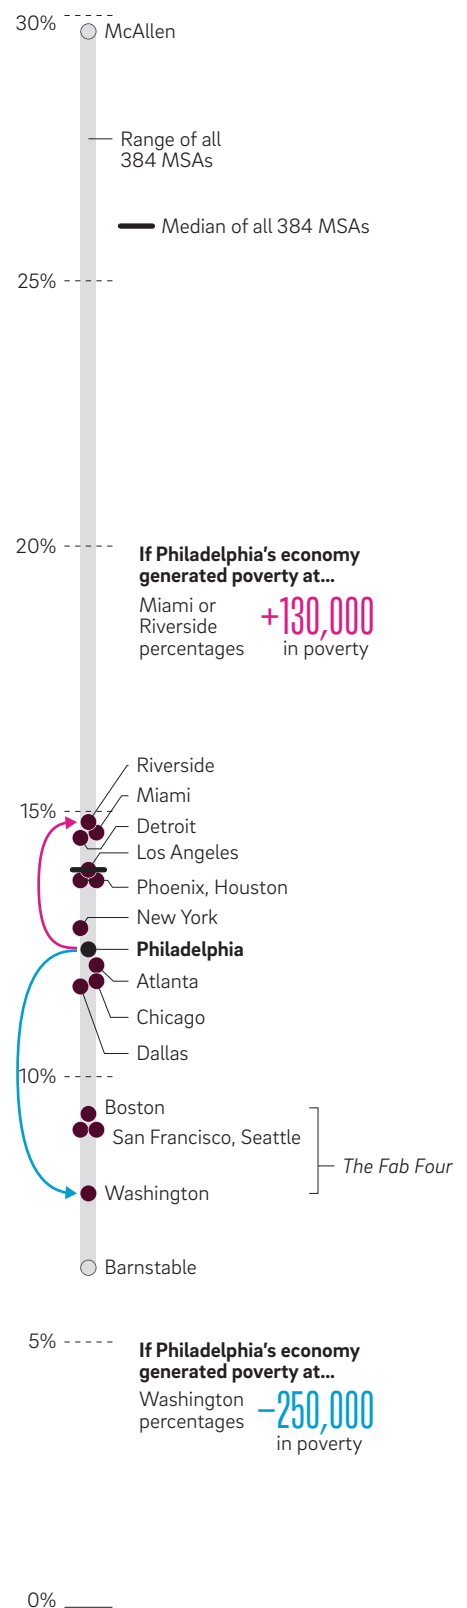 30%
McAllen
Range of all
384 MSAs
Median of all 384 MSAs
25%
20%
If Philadelphia’s economy
generated poverty at...
Miami or
Riverside
percentages
+130,000
in poverty
Riverside
15%
Miami
Detroit
Los Angeles
Phoenix, Houston
New York
Philadelphia
Atlanta
Chicago
Dallas
10%
Boston
San Francisco, Seattle
The Fab Four
Washington
Barnstable
5%
If Philadelphia’s economy
generated poverty at...
Washington
percentages
–250,000
in poverty
0%